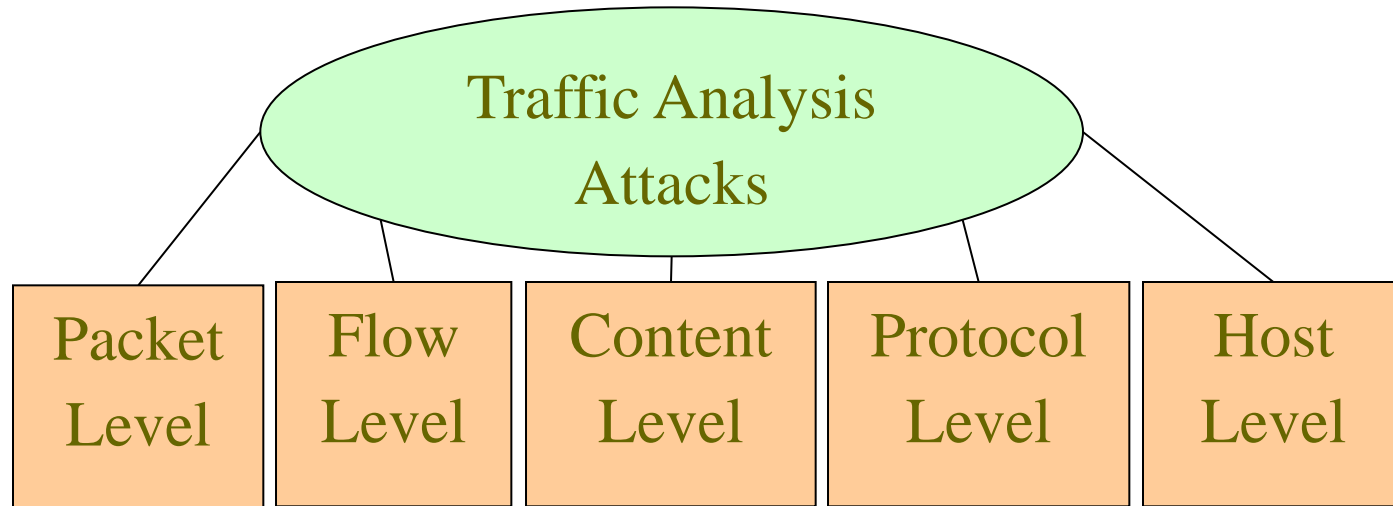 Traffic Analysis
Attacks
Packet
Level
Flow
Level
Content
Level
Protocol
Level
Host
Level